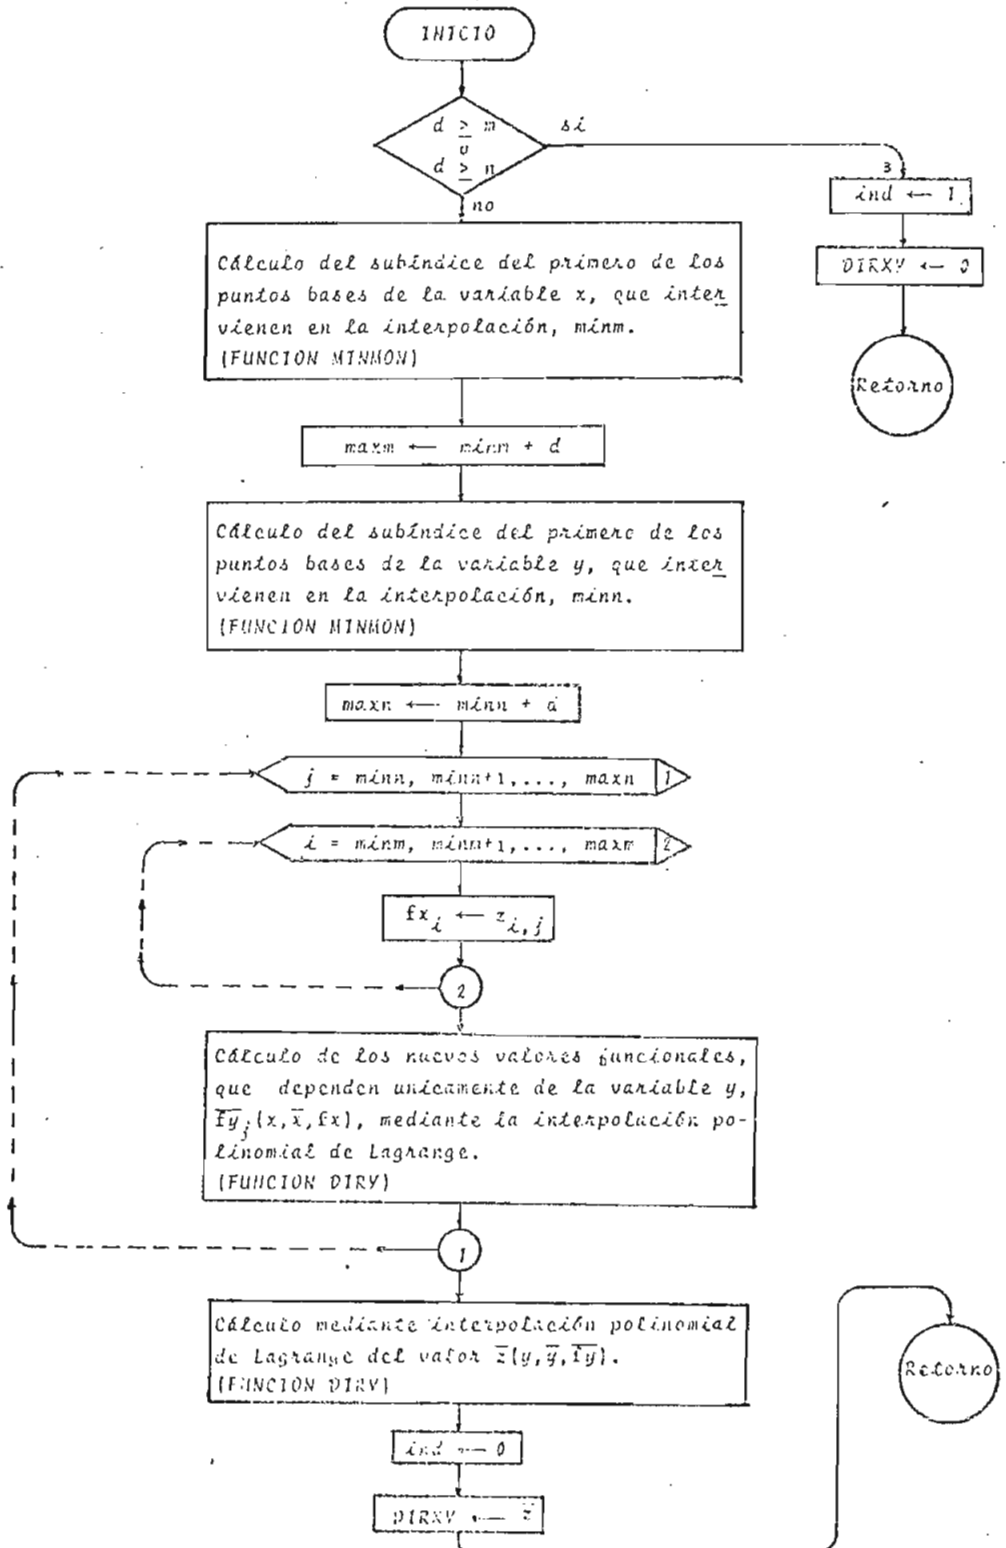 INICIO
d ≥ m
o
d ≥ n
si
no
3
ind ← 1
DIRXY ← 0
Retorno
Cálculo del subíndice del primero de los
puntos bases de la variable x, que inter
vienen en la interpolación, minm.
(FUNCION MINMON)
maxm ← minm + d
Cálculo del subíndice del primero de los
puntos bases de la variable y, que inter
vienen en la interpolación, minn.
(FUNCION MINMON)
maxn ← minn + d
j = minn, minn+1,..., maxn 1
i = minm, minm+1,..., maxm 2
fx_i ← z_i,j
2
Cálculo de los nuevos valores funcionales,
que dependen unicamente de la variable y,
f̅y̅_j(x,x̅,fx), mediante la interpolación po-
linomial de Lagrange.
(FUNCION DIRY)
1
Cálculo mediante interpolación polinomial
de Lagrange del valor z̅(y,y̅,f̅y̅).
(FUNCION DIRY)
ind ← 0
DIRXY ← z̅
Retorno